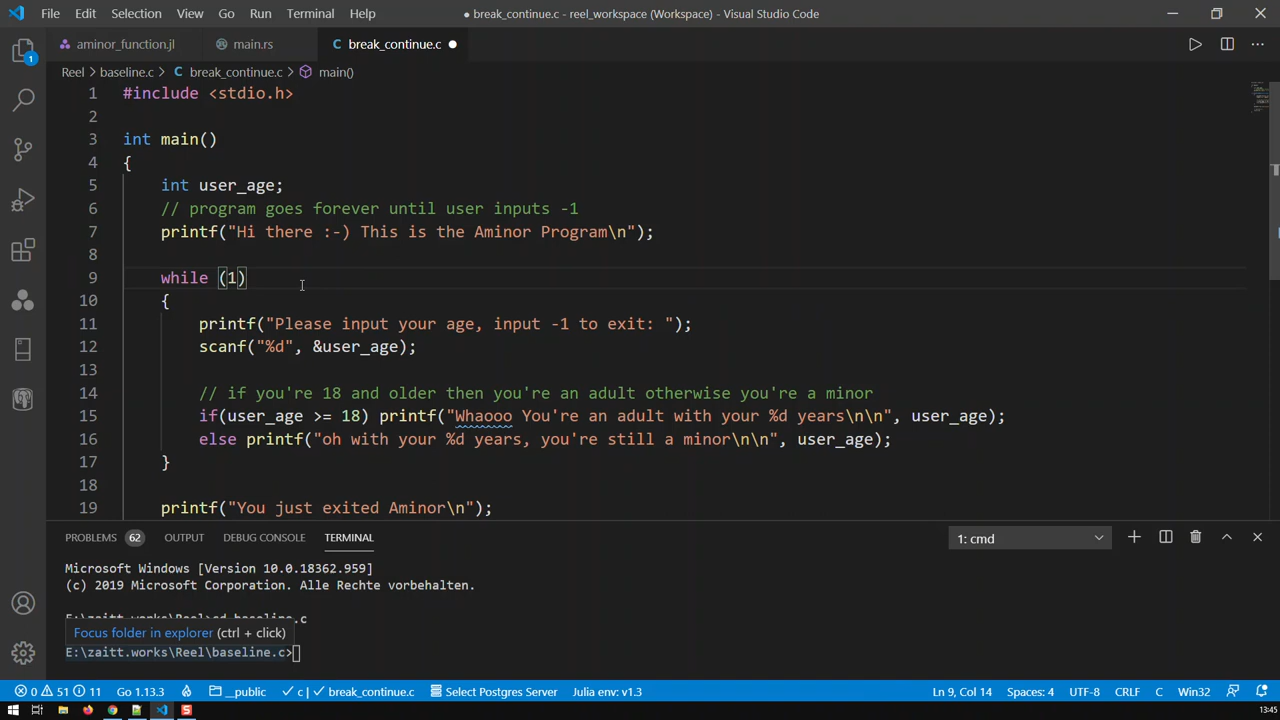 File Edit Selection View Go Run Terminal Help ● break_continue.c - reel_workspace (Workspace) - Visual Studio Code
aminor_function.jl main.rs C break_continue.c ●
Reel > baseline.c > C break_continue.c > main()
1 #include <stdio.h>
2
3 int main()
4 {
5 int user_age;
6 // program goes forever until user inputs -1
7 printf("Hi there :-) This is the Aminor Program\n");
8
9 while (1)
10 {
11 printf("Please input your age, input -1 to exit: ");
12 scanf("%d", &user_age);
13
14 // if you're 18 and older then you're an adult otherwise you're a minor
15 if(user_age >= 18) printf("Whaooo You're an adult with your %d years\n\n", user_age);
16 else printf("oh with your %d years, you're still a minor\n\n", user_age);
17 }
18
19 printf("You just exited Aminor\n");
PROBLEMS 62 OUTPUT DEBUG CONSOLE TERMINAL 1: cmd
Microsoft Windows [Version 10.0.18362.959]
(c) 2019 Microsoft Corporation. Alle Rechte vorbehalten.
E:\zaitt.works\Reel>cd baseline.c
Focus folder in explorer (ctrl + click)
E:\zaitt.works\Reel\baseline.c>
0 51 11 Go 1.13.3 __public c | break_continue.c Select Postgres Server Julia env: v1.3 Ln 9, Col 14 Spaces: 4 UTF-8 CRLF C Win32
13:45